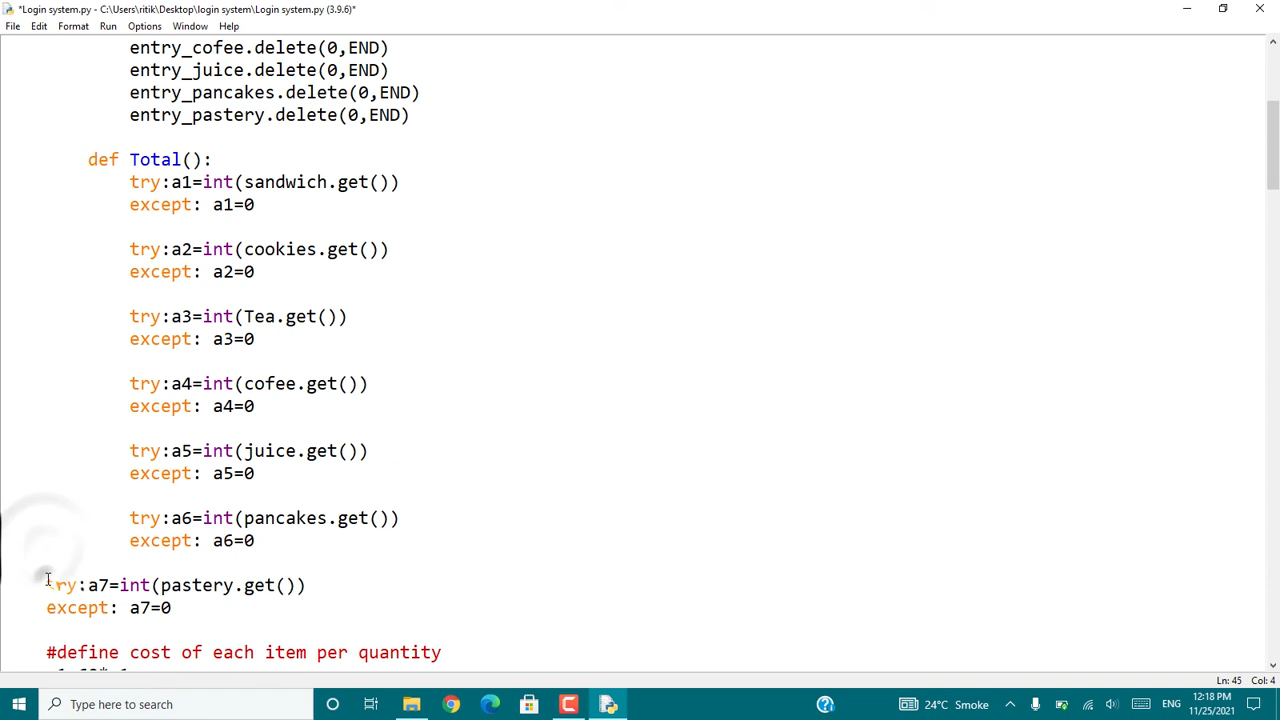 *Login system.py - C:\Users\ritik\Desktop\login system\Login system.py (3.9.6)*
File Edit Format Run Options Window Help
entry_cofee.delete(0,END)
entry_juice.delete(0,END)
entry_pancakes.delete(0,END)
entry_pastery.delete(0,END)
def Total():
try:a1=int(sandwich.get())
except: a1=0
try:a2=int(cookies.get())
except: a2=0
try:a3=int(Tea.get())
except: a3=0
try:a4=int(cofee.get())
except: a4=0
try:a5=int(juice.get())
except: a5=0
try:a6=int(pancakes.get())
except: a6=0
try:a7=int(pastery.get())
except: a7=0
#define cost of each item per quantity
Ln: 45 Col: 4
Type here to search
24°C Smoke
ENG
12:18 PM
11/25/2021